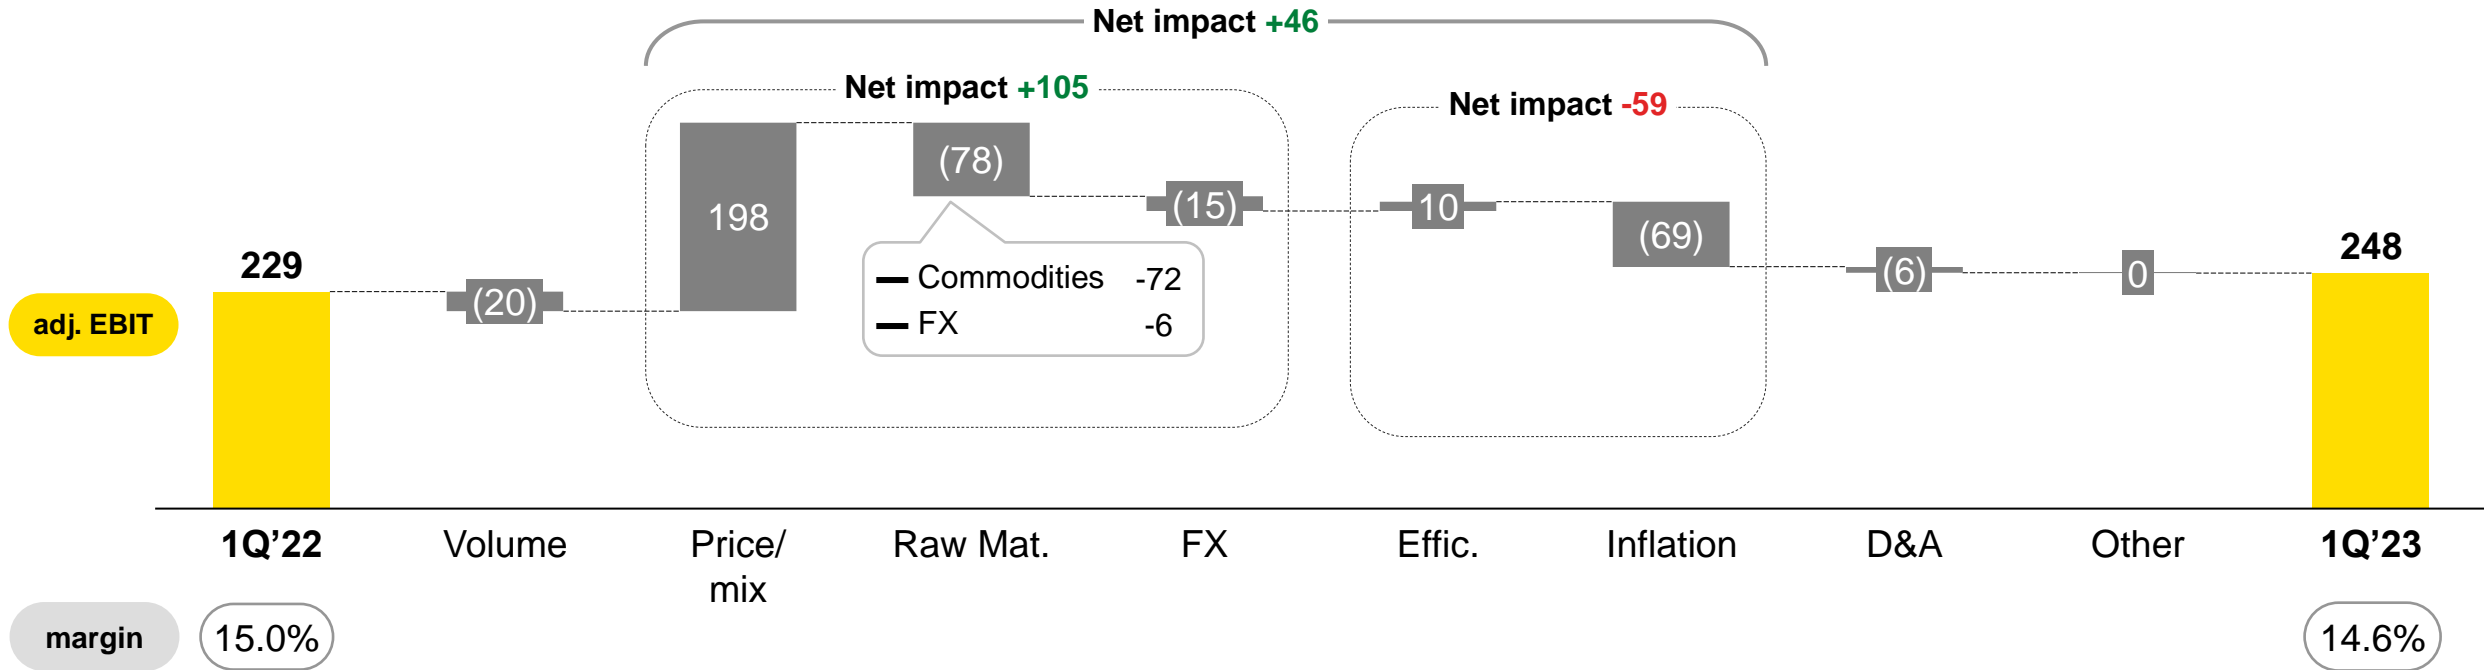 Net impact +46
Net impact +105
Net impact -59
adj. EBIT
229
(20)
198
(78)
(15)
10
(69)
(6)
0
248
Commodities -72
FX -6
1Q’22 Volume Price/ Raw Mat. FX Effic. Inflation D&A Other 1Q’23
mix
margin 15.0% 14.6%